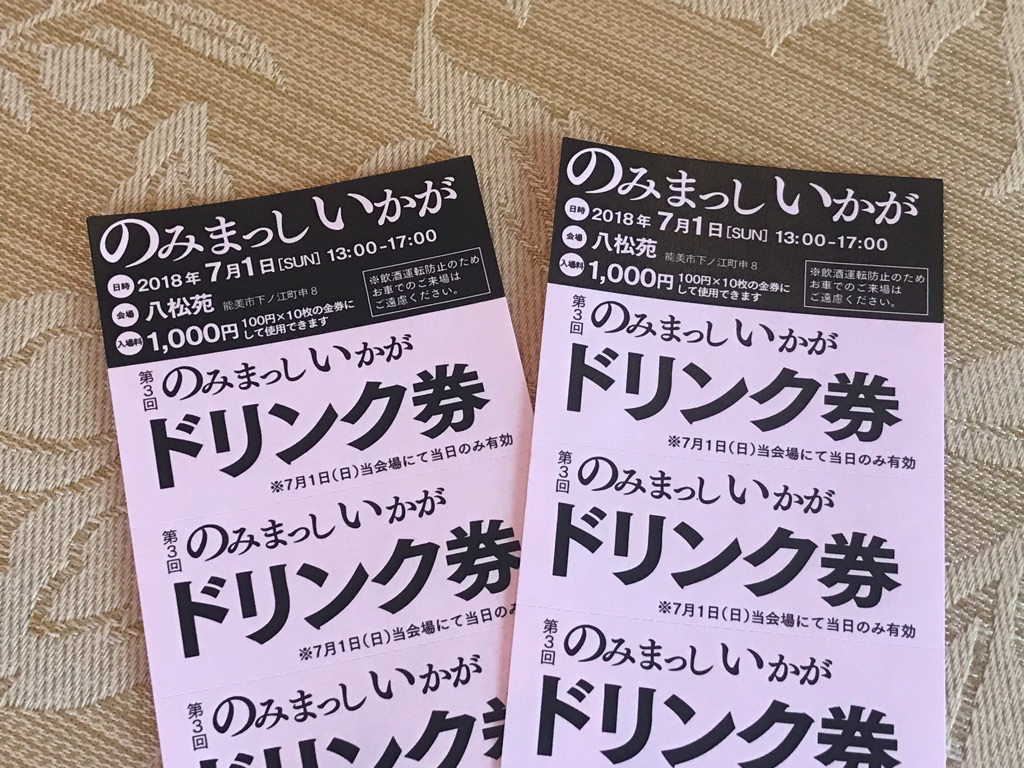 のみまっしいかが
日時 2018年 7月1日[SUN] 13:00-17:00
会場 八松苑 能美市下ノ江町申8
入場料 1,000円 100円×10枚の金券に
して使用できます
※飲酒運転防止のため
お車でのご来場は
ご遠慮ください。
第3回 のみまっしいかが
ドリンク券
※7月1日(日)当会場にて当日のみ有効
第3回 のみまっしいかが
ドリンク券
※7月1日(日)当会場にて当日のみ
第3回 のみまっしいかが
ドリンク券
のみまっしいかが
日時 2018年 7月1日[SUN] 13:00-17:00
会場 八松苑 能美市下ノ江町申8
入場料 1,000円 100円×10枚の金券に
して使用できます
※飲酒運転防止のため
お車でのご来場は
ご遠慮ください。
第3回 のみまっしいかが
ドリンク券
※7月1日(日)当会場にて当日のみ有効
第3回 のみまっしいかが
ドリンク券
※7月1日(日)当会場にて当日のみ有効
第3回 のみまっしいかが
ドリンク券